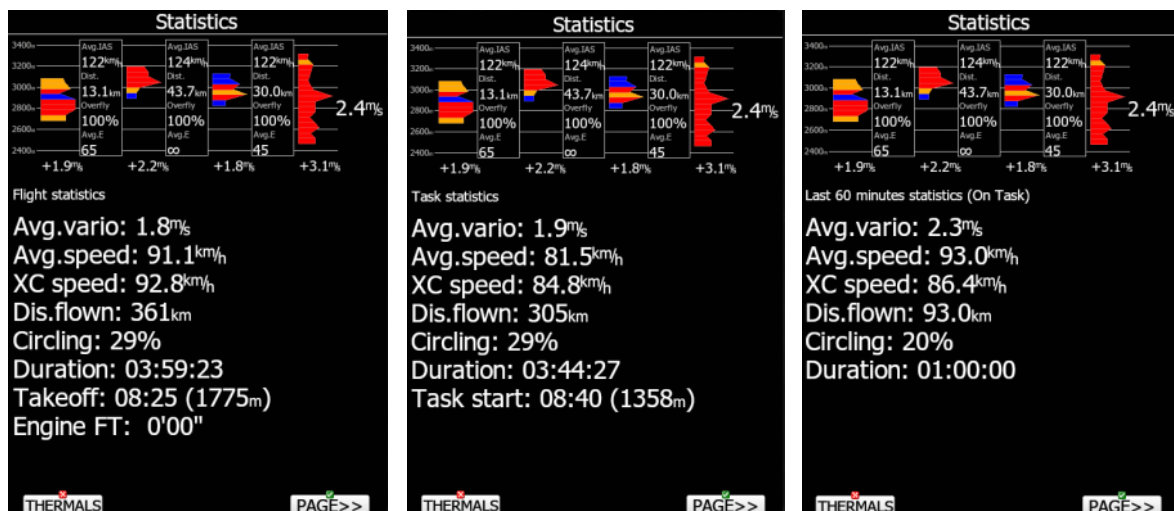 Statistics
3400m
3200m
3000m
2800m
2600m
2400m
Avg.IAS
122km/h
Dist.
13.1km
Overfly
100%
Avg.E
65
Avg.IAS
124km/h
Dist.
43.7km
Overfly
100%
Avg.E
∞
Avg.IAS
122km/h
Dist.
30.0km
Overfly
100%
Avg.E
45
2.4m/s
+1.9m/s +2.2m/s +1.8m/s +3.1m/s
Flight statistics
Avg.vario: 1.8m/s
Avg.speed: 91.1km/h
XC speed: 92.8km/h
Dis.flown: 361km
Circling: 29%
Duration: 03:59:23
Takeoff: 08:25 (1775m)
Engine FT: 0'00"
THERMALS PAGE>>
Statistics
3400m
3200m
3000m
2800m
2600m
2400m
Avg.IAS
122km/h
Dist.
13.1km
Overfly
100%
Avg.E
65
Avg.IAS
124km/h
Dist.
43.7km
Overfly
100%
Avg.E
∞
Avg.IAS
122km/h
Dist.
30.0km
Overfly
100%
Avg.E
45
2.4m/s
+1.9m/s +2.2m/s +1.8m/s +3.1m/s
Task statistics
Avg.vario: 1.9m/s
Avg.speed: 81.5km/h
XC speed: 84.8km/h
Dis.flown: 305km
Circling: 29%
Duration: 03:44:27
Task start: 08:40 (1358m)
THERMALS PAGE>>
Statistics
3400m
3200m
3000m
2800m
2600m
2400m
Avg.IAS
122km/h
Dist.
13.1km
Overfly
100%
Avg.E
65
Avg.IAS
124km/h
Dist.
43.7km
Overfly
100%
Avg.E
∞
Avg.IAS
122km/h
Dist.
30.0km
Overfly
100%
Avg.E
45
2.4m/s
+1.9m/s +2.2m/s +1.8m/s +3.1m/s
Last 60 minutes statistics (On Task)
Avg.vario: 2.3m/s
Avg.speed: 93.0km/h
XC speed: 86.4km/h
Dis.flown: 93.0km
Circling: 20%
Duration: 01:00:00
THERMALS PAGE>>